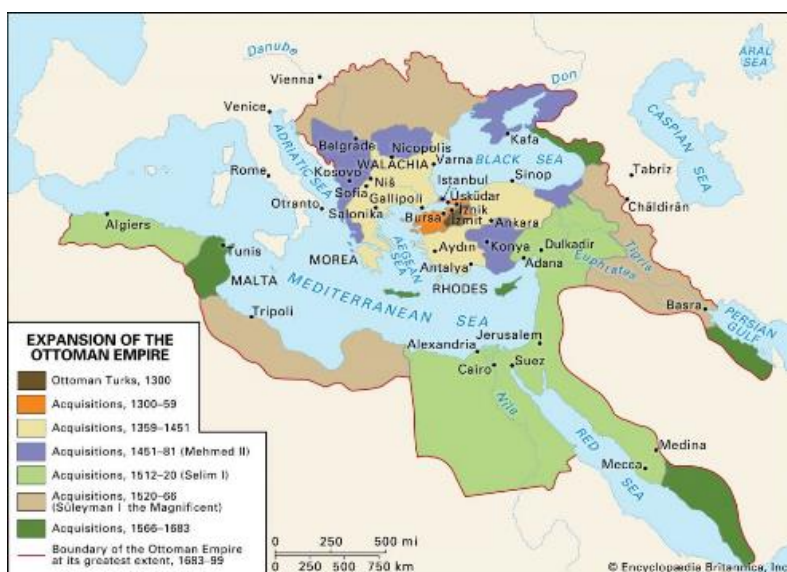 Danube
Vienna
Don
ARAL
SEA
Venice
CASPIAN SEA
ADRIATIC SEA
Belgrade
Nicopolis
Kafa
WALACHIA
Varna
BLACK SEA
Kosovo
Niš
Rome
Sofia
Istanbul
Sinop
Tabriz
Üsküdar
Otranto
Gallipoli
Iznik
Chāldirān
Salonika
Bursa
Izmit
Ankara
Algiers
Aydın
Konya
Dulkadir
Tigris
Tunis
MOREA
AEGEAN
SEA
Antalya
Adana
Euphrates
MALTA
RHODES
MEDITERRANEAN SEA
Basra
Tripoli
PERSIAN
GULF
Jerusalem
Alexandria
Cairo
Suez
Nile
RED
SEA
Medina
Mecca
EXPANSION OF THE
OTTOMAN EMPIRE
Ottoman Turks, 1300
Acquisitions, 1300–59
Acquisitions, 1359–1451
Acquisitions, 1451–81 (Mehmed II)
Acquisitions, 1512–20 (Selim I)
Acquisitions, 1520–66
(Süleyman I the Magnificent)
Acquisitions, 1566–1683
Boundary of the Ottoman Empire
at its greatest extent, 1683–99
0 250 500 mi
0 250 500 750 km
© Encyclopædia Britannica, Inc